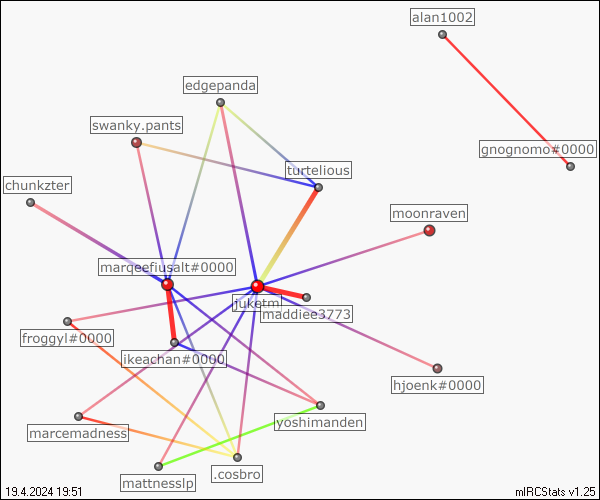 alan1002
edgepanda
swanky.pants
gnognomo#0000
turtelious
chunkzter
moonraven
marqeefiusalt#0000
juketm
maddiee3773
froggyl#0000
ikeachan#0000
hjoenk#0000
yoshimanden
marcemadness
.cosbro
mattnesslp
19.4.2024 19:51
mIRCStats v1.25